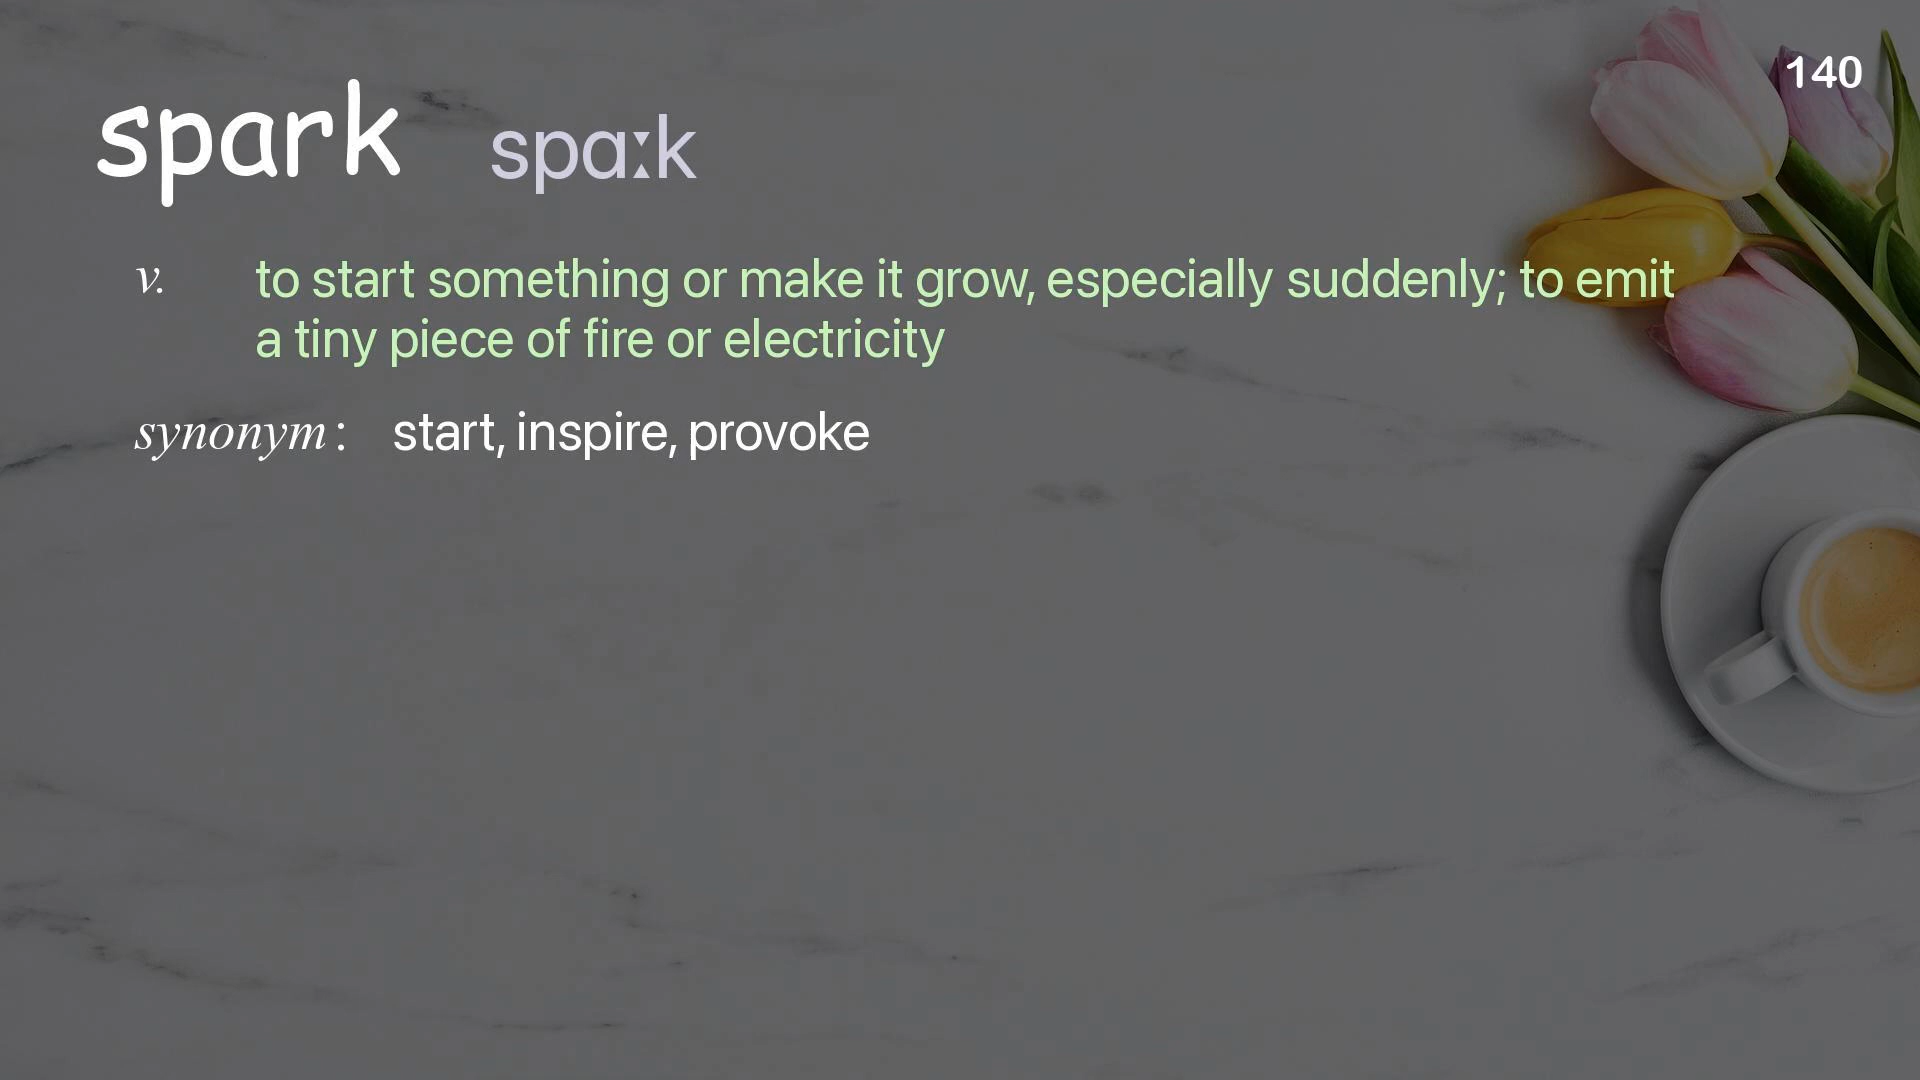 140
spark spɑːk
v. to start something or make it grow, especially suddenly; to emit
a tiny piece of fire or electricity
synonym : start, inspire, provoke